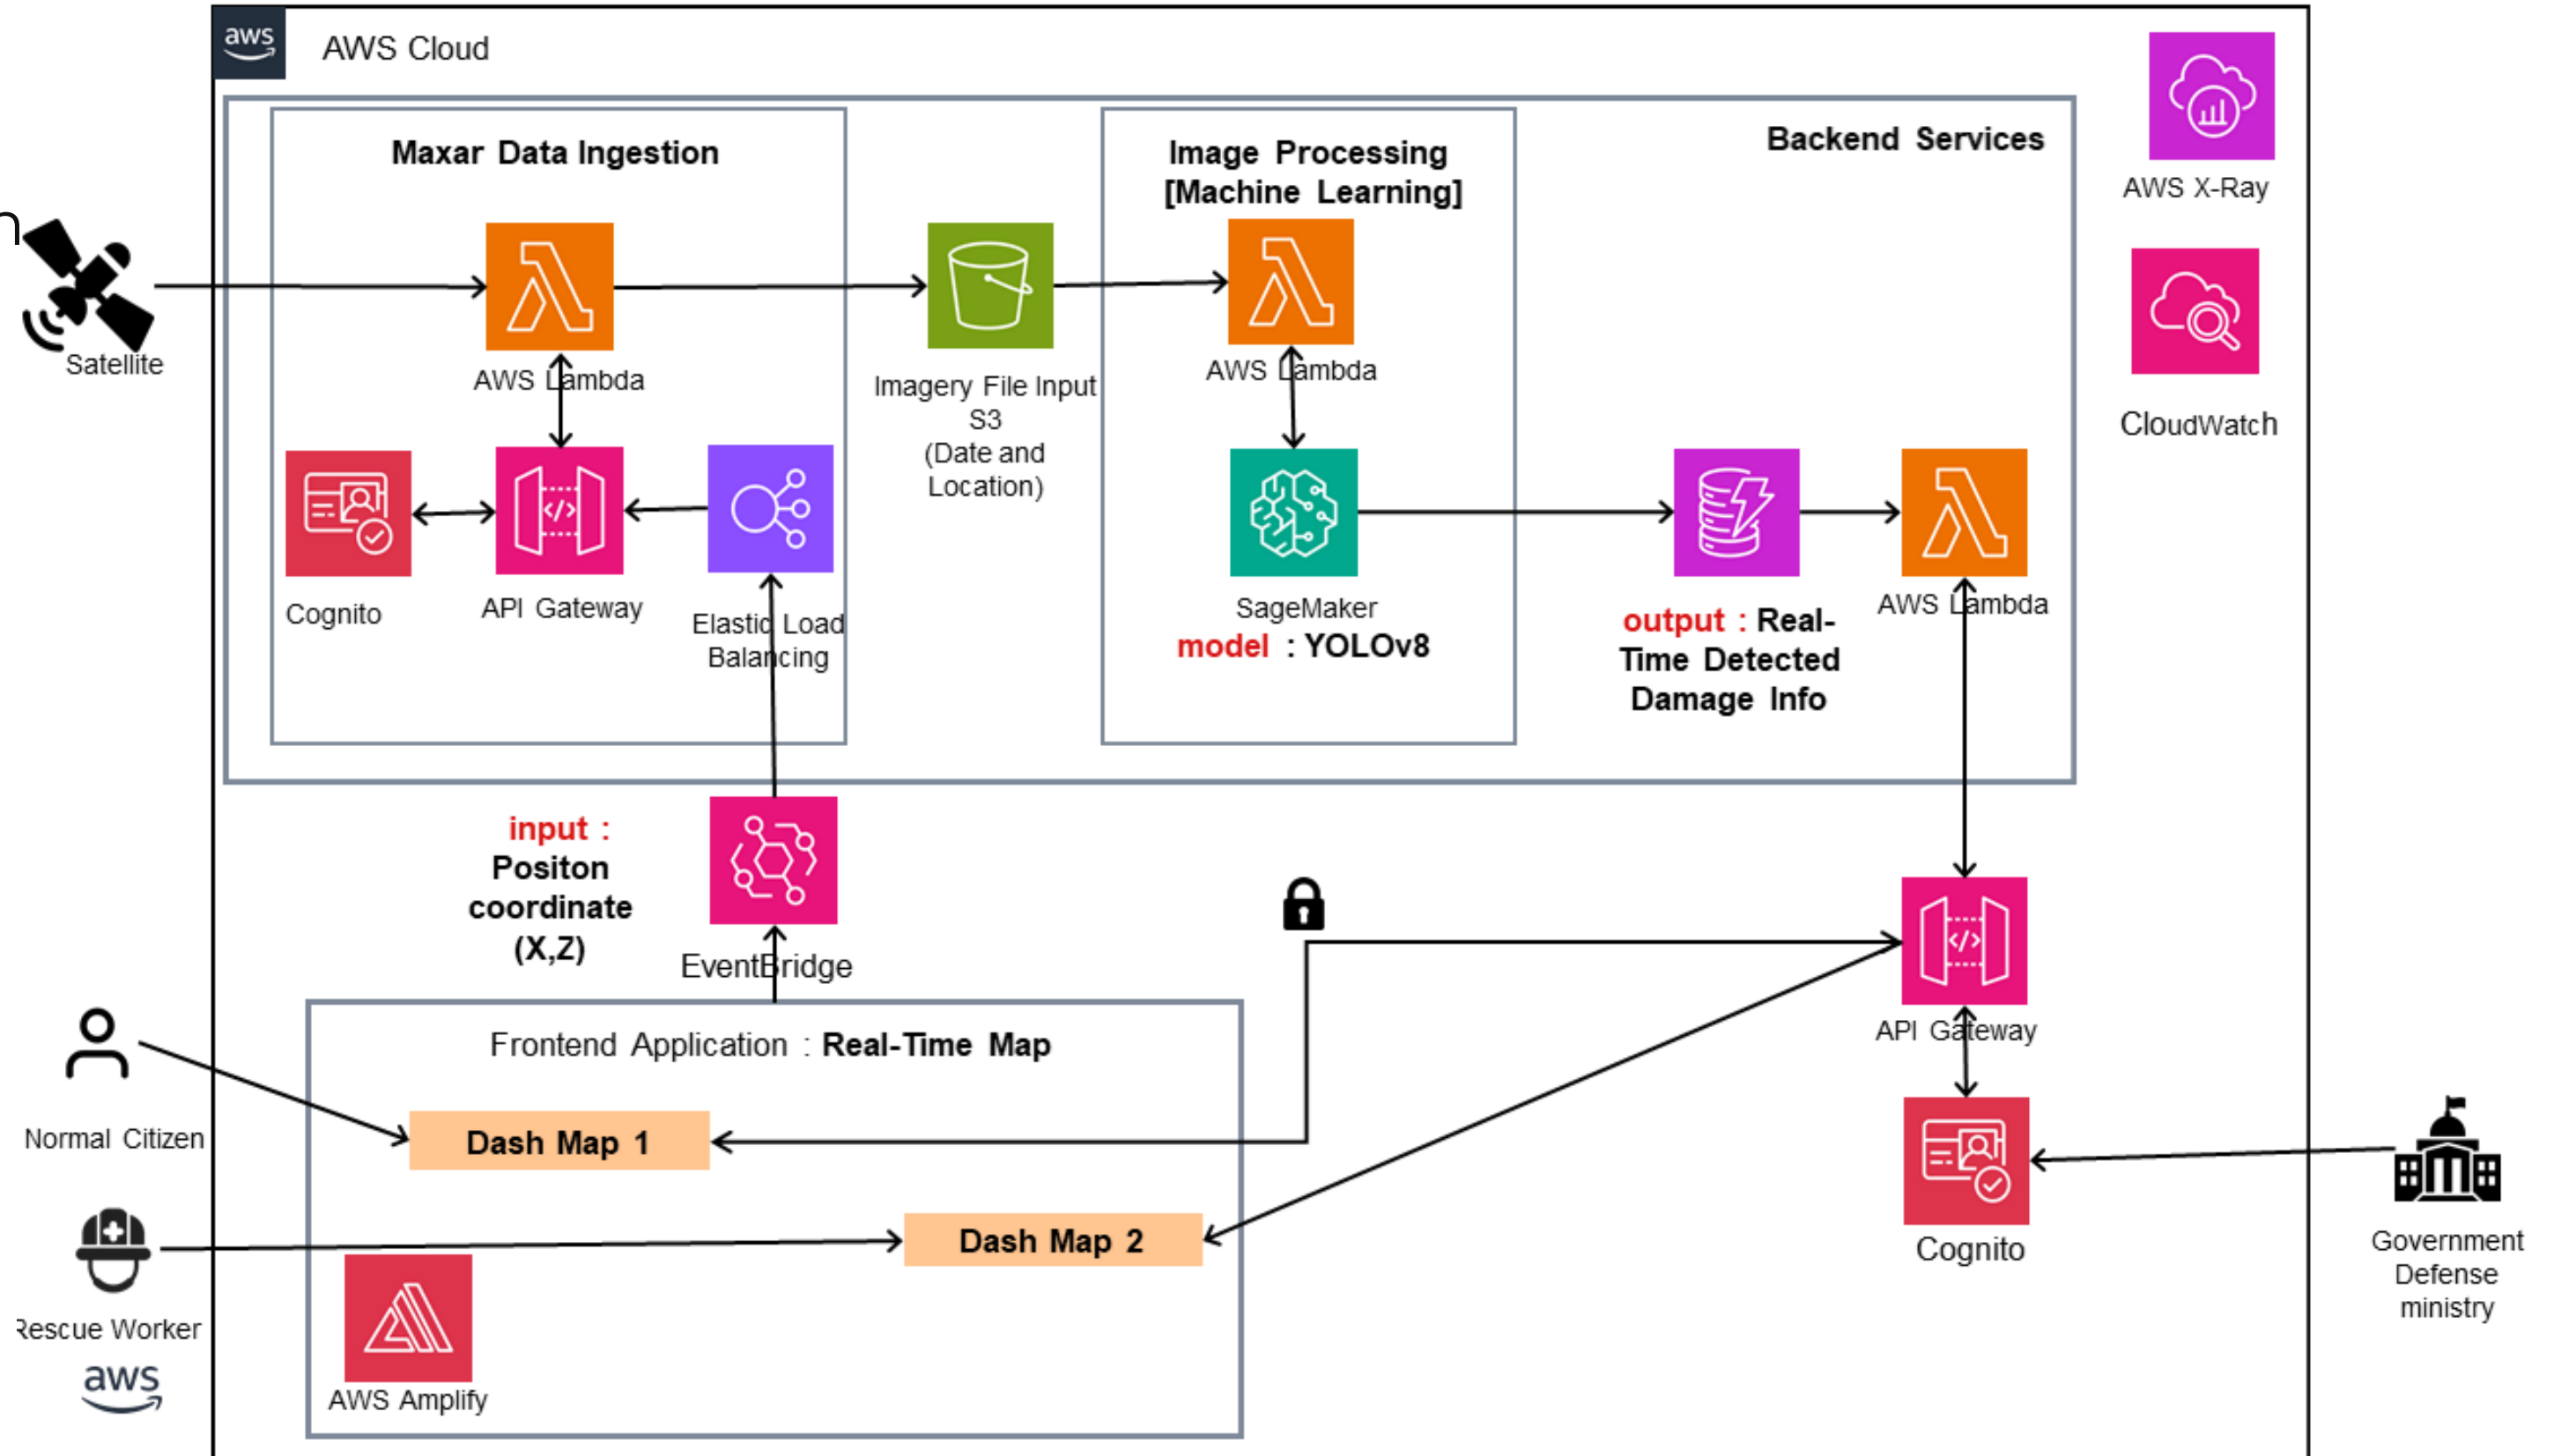 aws
AWS Cloud
Maxar Data Ingestion
Image Processing
[Machine Learning]
Backend Services
AWS X-Ray
n
Satellite
AWS Lambda
Imagery File Input
S3
(Date and
Location)
AWS Lambda
CloudWatch
Cognito
API Gateway
Elastic Load
Balancing
SageMaker
model : YOLOv8
output : Real-
Time Detected
Damage Info
AWS Lambda
input :
Positon
coordinate
(X,Z)
EventBridge
Frontend Application : Real-Time Map
Normal Citizen
Dash Map 1
Dash Map 2
Rescue Worker
aws
AWS Amplify
API Gateway
Cognito
Government
Defense
ministry